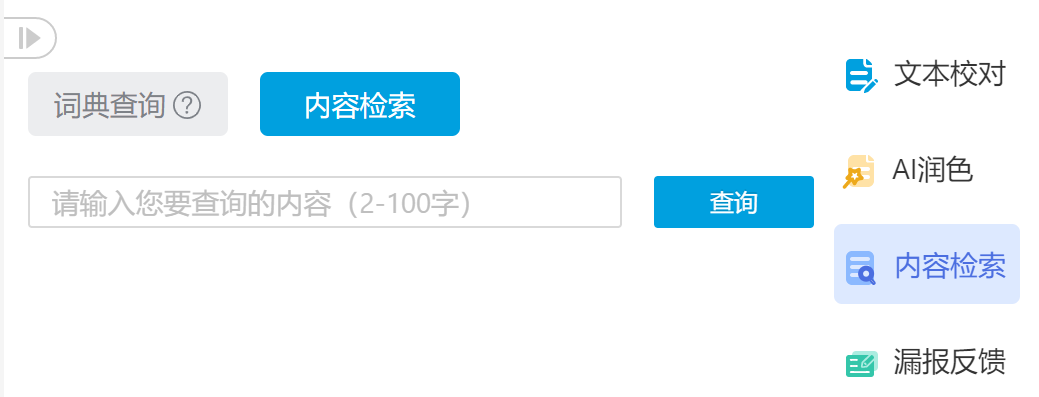 词典查询 ?
内容检索
请输入您要查询的内容（2-100字）
查询
文本校对
AI润色
内容检索
漏报反馈